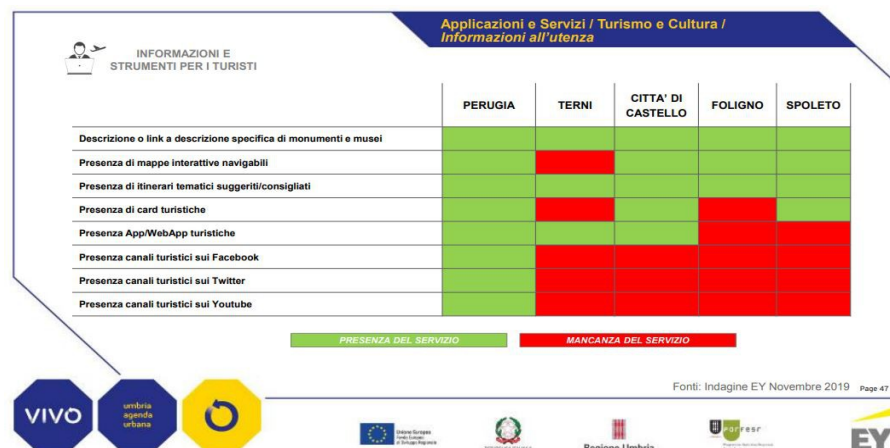 Applicazioni e Servizi / Turismo e Cultura /
Informazioni all'utenza
INFORMAZIONI E
STRUMENTI PER I TURISTI
PERUGIA
TERNI
CITTA' DI
CASTELLO
FOLIGNO
SPOLETO
Descrizione o link a descrizione specifica di monumenti e musei
Presenza di mappe interattive navigabili
Presenza di itinerari tematici suggeriti/consigliati
Presenza di card turistiche
Presenza App/WebApp turistiche
Presenza canali turistici sui Facebook
Presenza canali turistici sui Twitter
Presenza canali turistici sui Youtube
PRESENZA DEL SERVIZIO
MANCANZA DEL SERVIZIO
Fonti: Indagine EY Novembre 2019
Page 47
VIVO
umbria
agenda
urbana
Unione Europea
Regione Umbria
EY